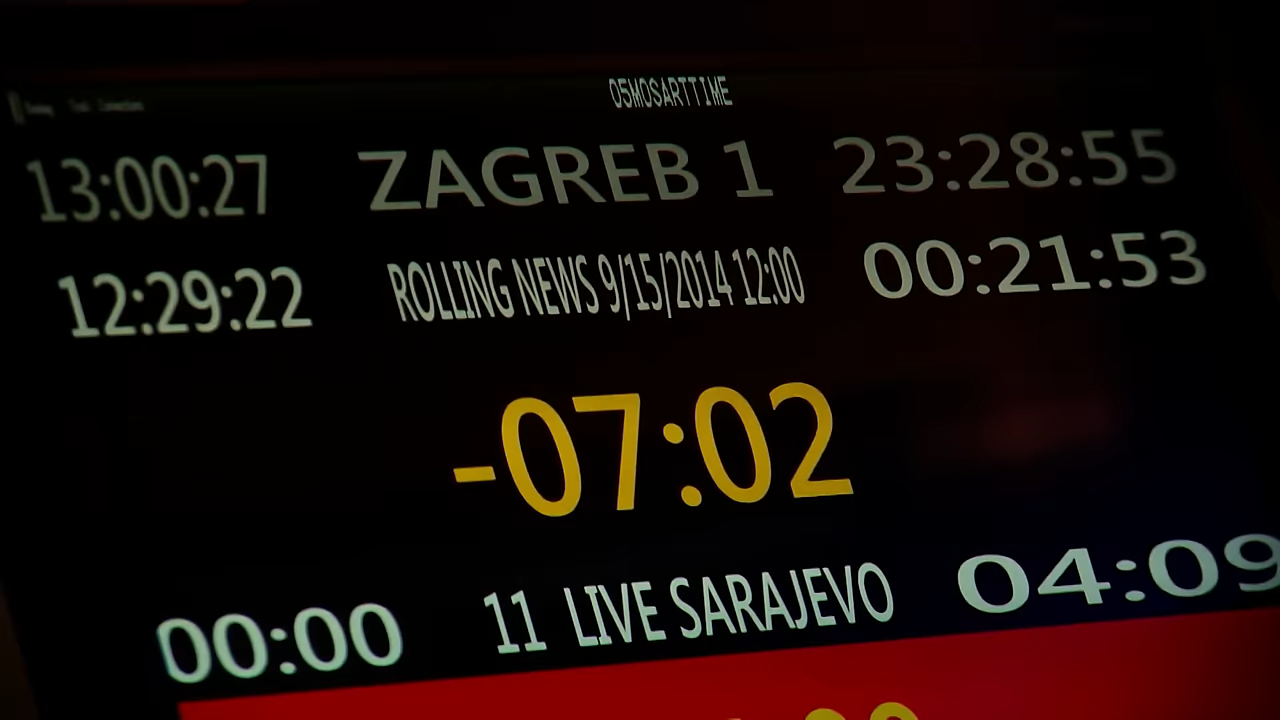 05MOSARTTIME
13:00:27 ZAGREB 1 23:28:55
12:29:22 ROLLING NEWS 9/15/2014 12:00 00:21:53
-07:02
00:00 11 LIVE SARAJEVO 04:09